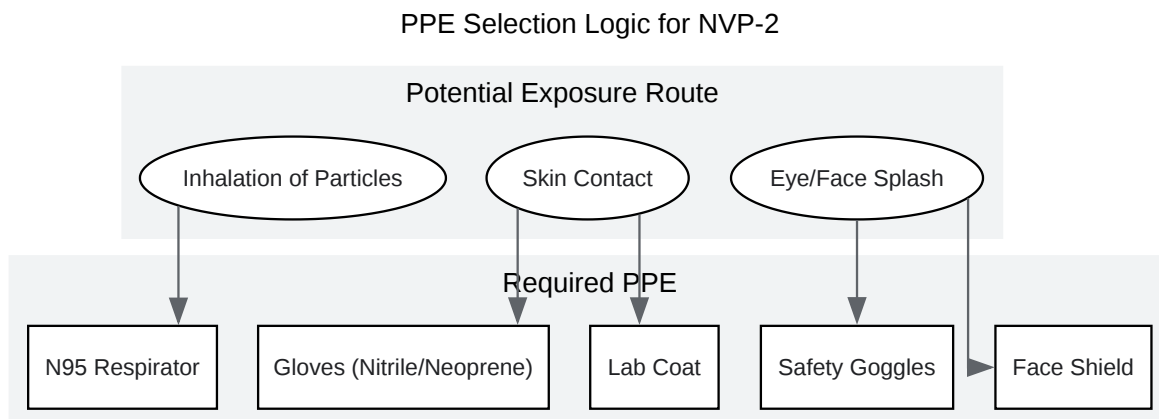 PPE Selection Logic for NVP-2
Potential Exposure Route
Inhalation of Particles
Skin Contact
Eye/Face Splash
Required PPE
N95 Respirator
Gloves (Nitrile/Neoprene)
Lab Coat
Safety Goggles
Face Shield